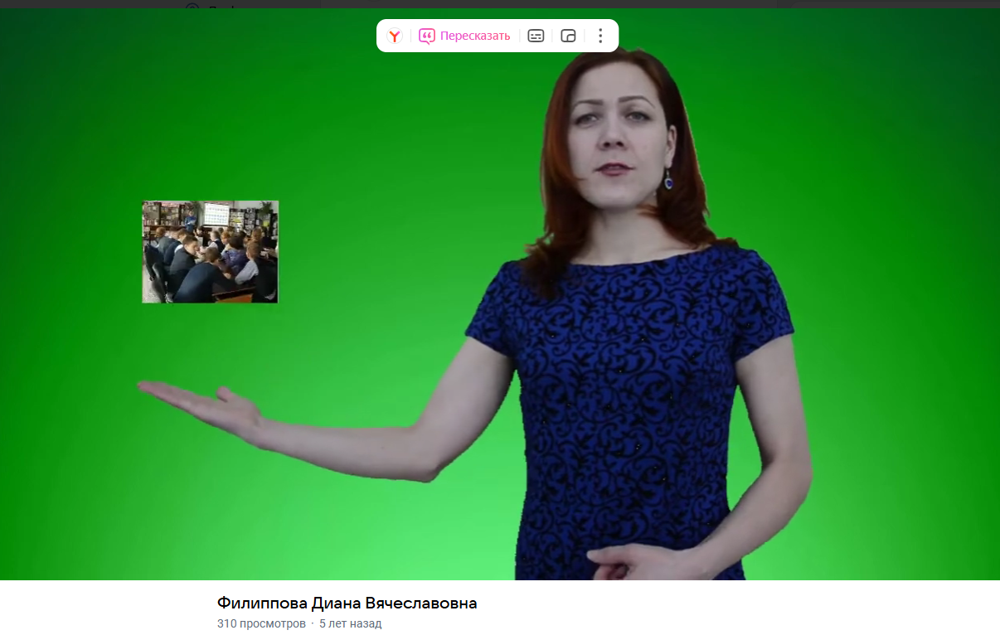 Пересказать
Филиппова Диана Вячеславовна
310 просмотров · 5 лет назад